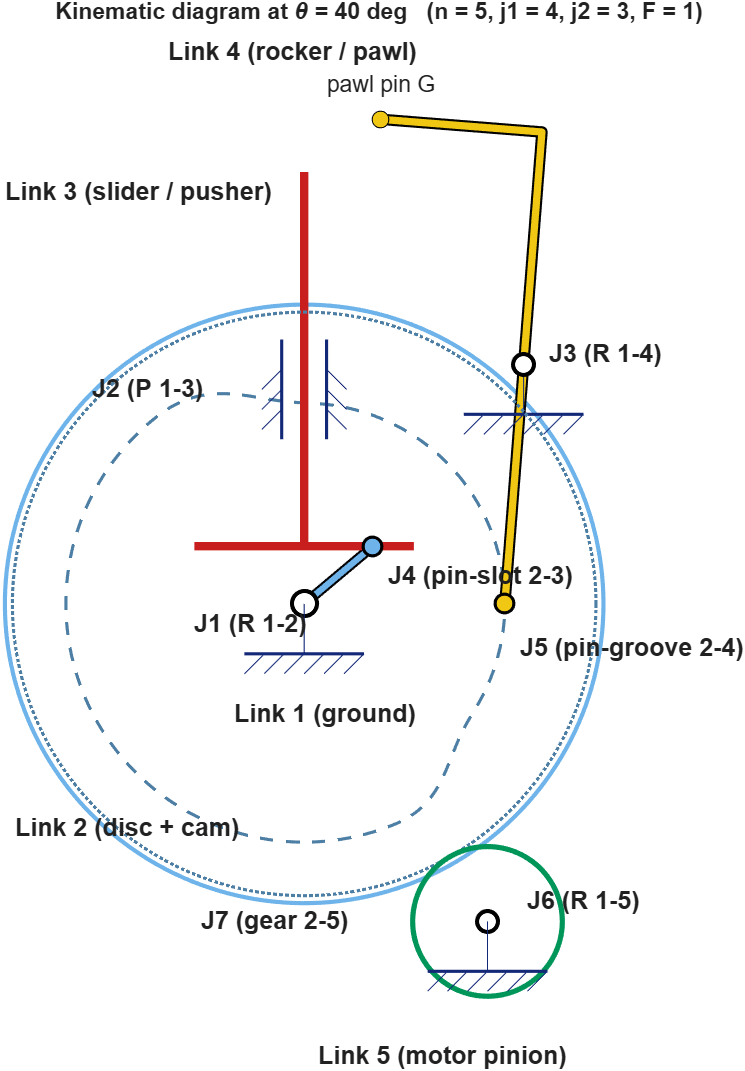 Kinematic diagram at θ = 40 deg (n = 5, j1 = 4, j2 = 3, F = 1)
Link 4 (rocker / pawl)
pawl pin G
Link 3 (slider / pusher)
J3 (R 1-4)
J2 (P 1-3)
J4 (pin-slot 2-3)
J1 (R 1-2)
J5 (pin-groove 2-4)
Link 1 (ground)
Link 2 (disc + cam)
J6 (R 1-5)
J7 (gear 2-5)
Link 5 (motor pinion)